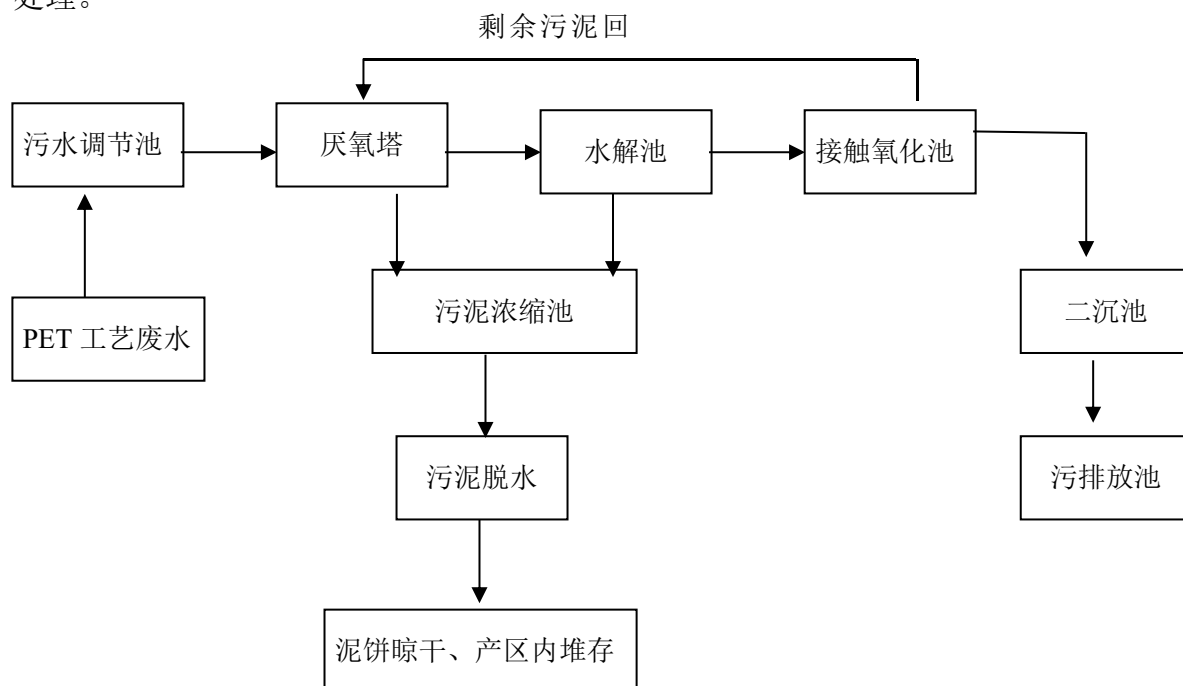 处理。
剩余污泥回
污水调节池
厌氧塔
水解池
接触氧化池
PET 工艺废水
污泥浓缩池
二沉池
污泥脱水
污排放池
泥饼晾干、产区内堆存